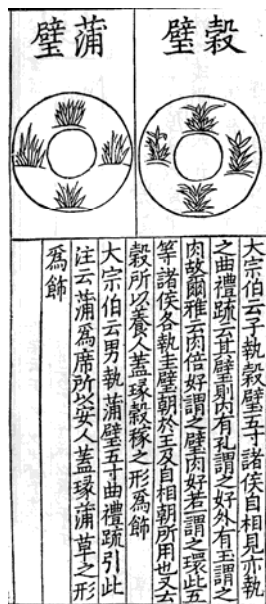 穀璧
蒲璧
大宗伯云子執穀璧五寸諸侯自相見亦執
之曲禮疏云其璧則內有孔謂之好外有玉謂之
肉故爾雅云肉倍好謂之璧肉好若謂之環此五
等諸侯各執圭璧朝於王及自相朝所用也又云
穀所以養人蓋瑑穀稼之形爲飾
大宗伯云男執蒲璧五寸曲禮疏引此
注云蒲爲席所以安人蓋瑑蒲草之形
爲飾